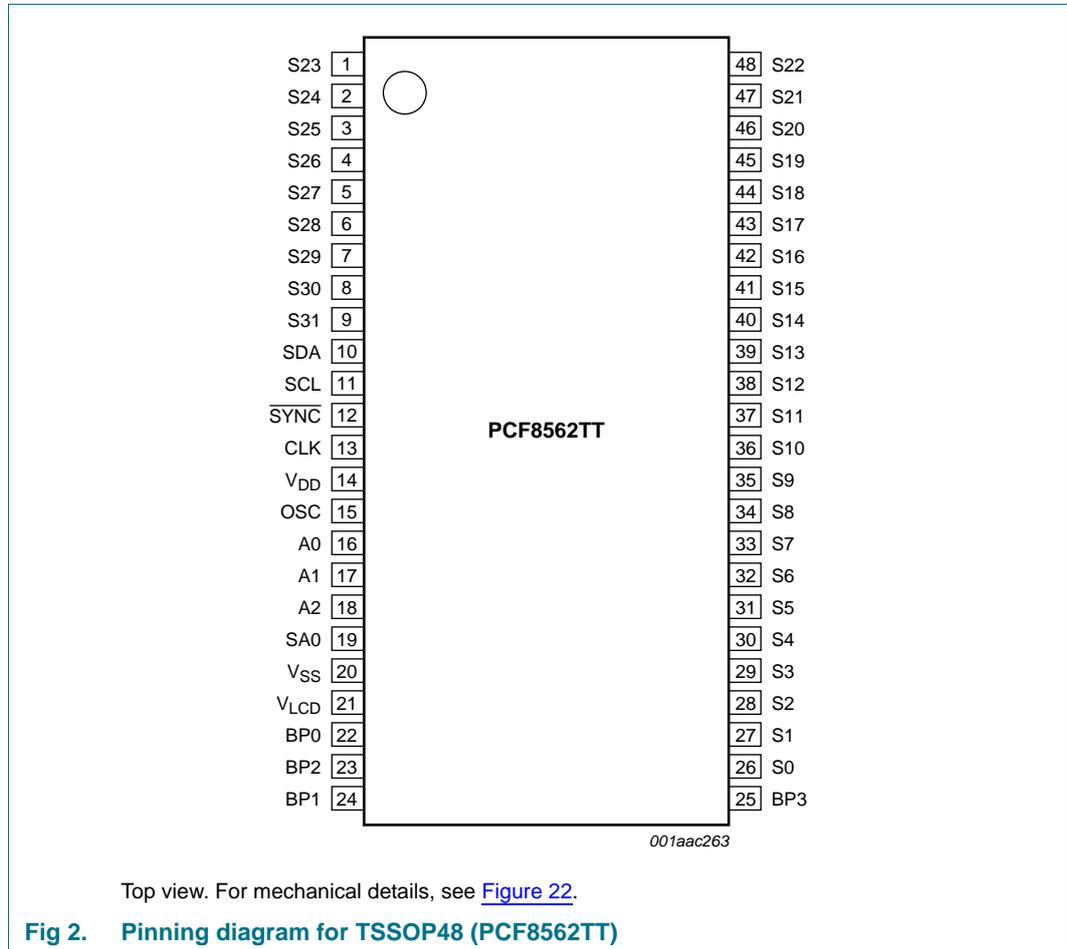 S23 1 48 S22
S24 2 47 S21
S25 3 46 S20
S26 4 45 S19
S27 5 44 S18
S28 6 43 S17
S29 7 42 S16
S30 8 41 S15
S31 9 40 S14
SDA 10 39 S13
SCL 11 38 S12
SYNC 12 37 S11
PCF8562TT
CLK 13 36 S10
VDD 14 35 S9
OSC 15 34 S8
A0 16 33 S7
A1 17 32 S6
A2 18 31 S5
SA0 19 30 S4
VSS 20 29 S3
VLCD 21 28 S2
BP0 22 27 S1
BP2 23 26 S0
BP1 24 25 BP3
001aac263
Top view. For mechanical details, see Figure 22.
Fig 2. Pinning diagram for TSSOP48 (PCF8562TT)